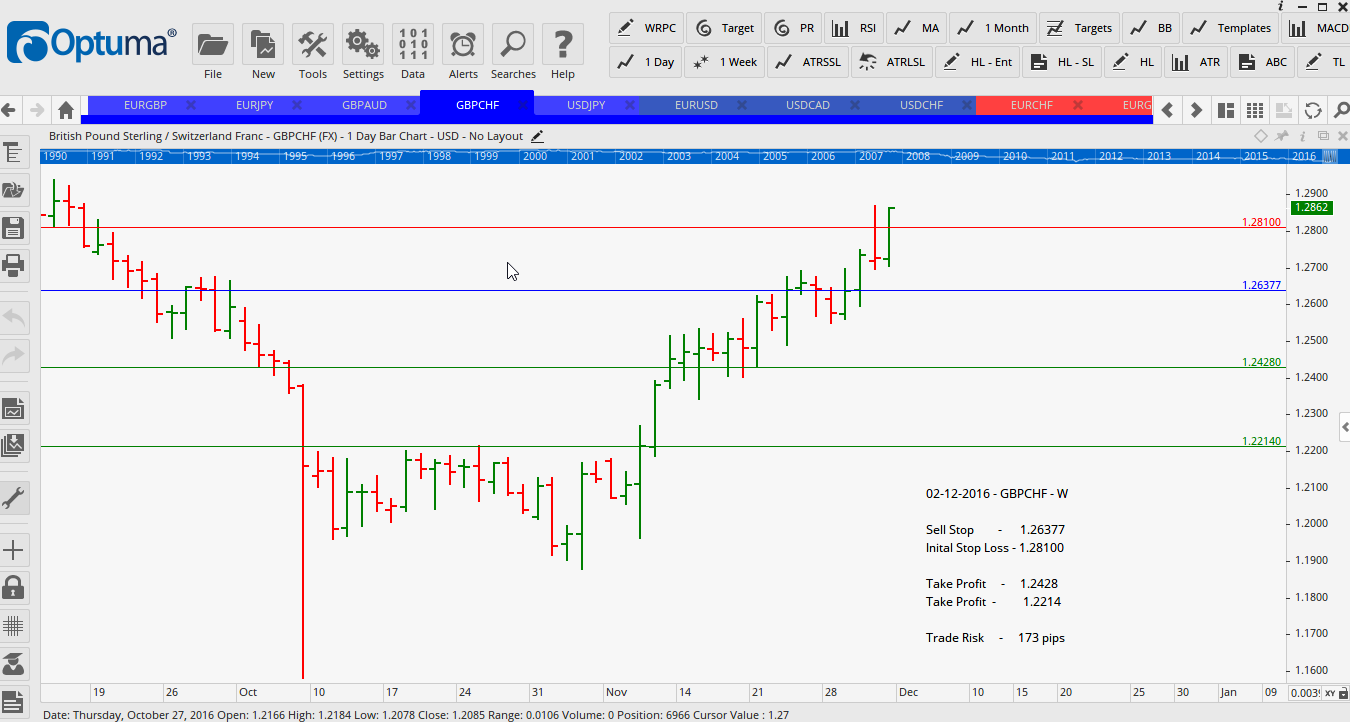 i
Optuma®
File New Tools Settings Data Alerts Searches Help
WRPC Target PR RSI MA 1 Month Targets BB Templates MACD
1 Day 1 Week ATRSSL ATRLSL HL - Ent HL - SL HL ATR ABC TL
EURGBP EURJPY GBPAUD GBPCHF USDJPY EURUSD USDCAD USDCHF EURCHF EURG
British Pound Sterling / Switzerland Franc - GBPCHF (FX) - 1 Day Bar Chart - USD - No Layout
1990 1991 1992 1993 1994 1995 1996 1997 1998 1999 2000 2001 2002 2003 2004 2005 2006 2007 2008 2009 2010 2011 2012 2013 2014 2015 2016
1.2900
1.2862
1.28100
1.2800
1.2700
1.26377
1.2600
1.2500
1.24280
1.2400
1.2300
1.22140
1.2200
1.2100
1.2000
1.1900
1.1800
1.1700
1.1600
02-12-2016 - GBPCHF - W
Sell Stop - 1.26377
Inital Stop Loss - 1.28100
Take Profit - 1.2428
Take Profit - 1.2214
Trade Risk - 173 pips
19 26 Oct 10 17 24 31 Nov 14 21 28 Dec 10 15 20 25 30 Jan 09 XY
Date: Thursday, October 27, 2016 Open: 1.2166 High: 1.2184 Low: 1.2078 Close: 1.2085 Range: 0.0106 Volume: 0 Position: 6966 Cursor Value : 1.27